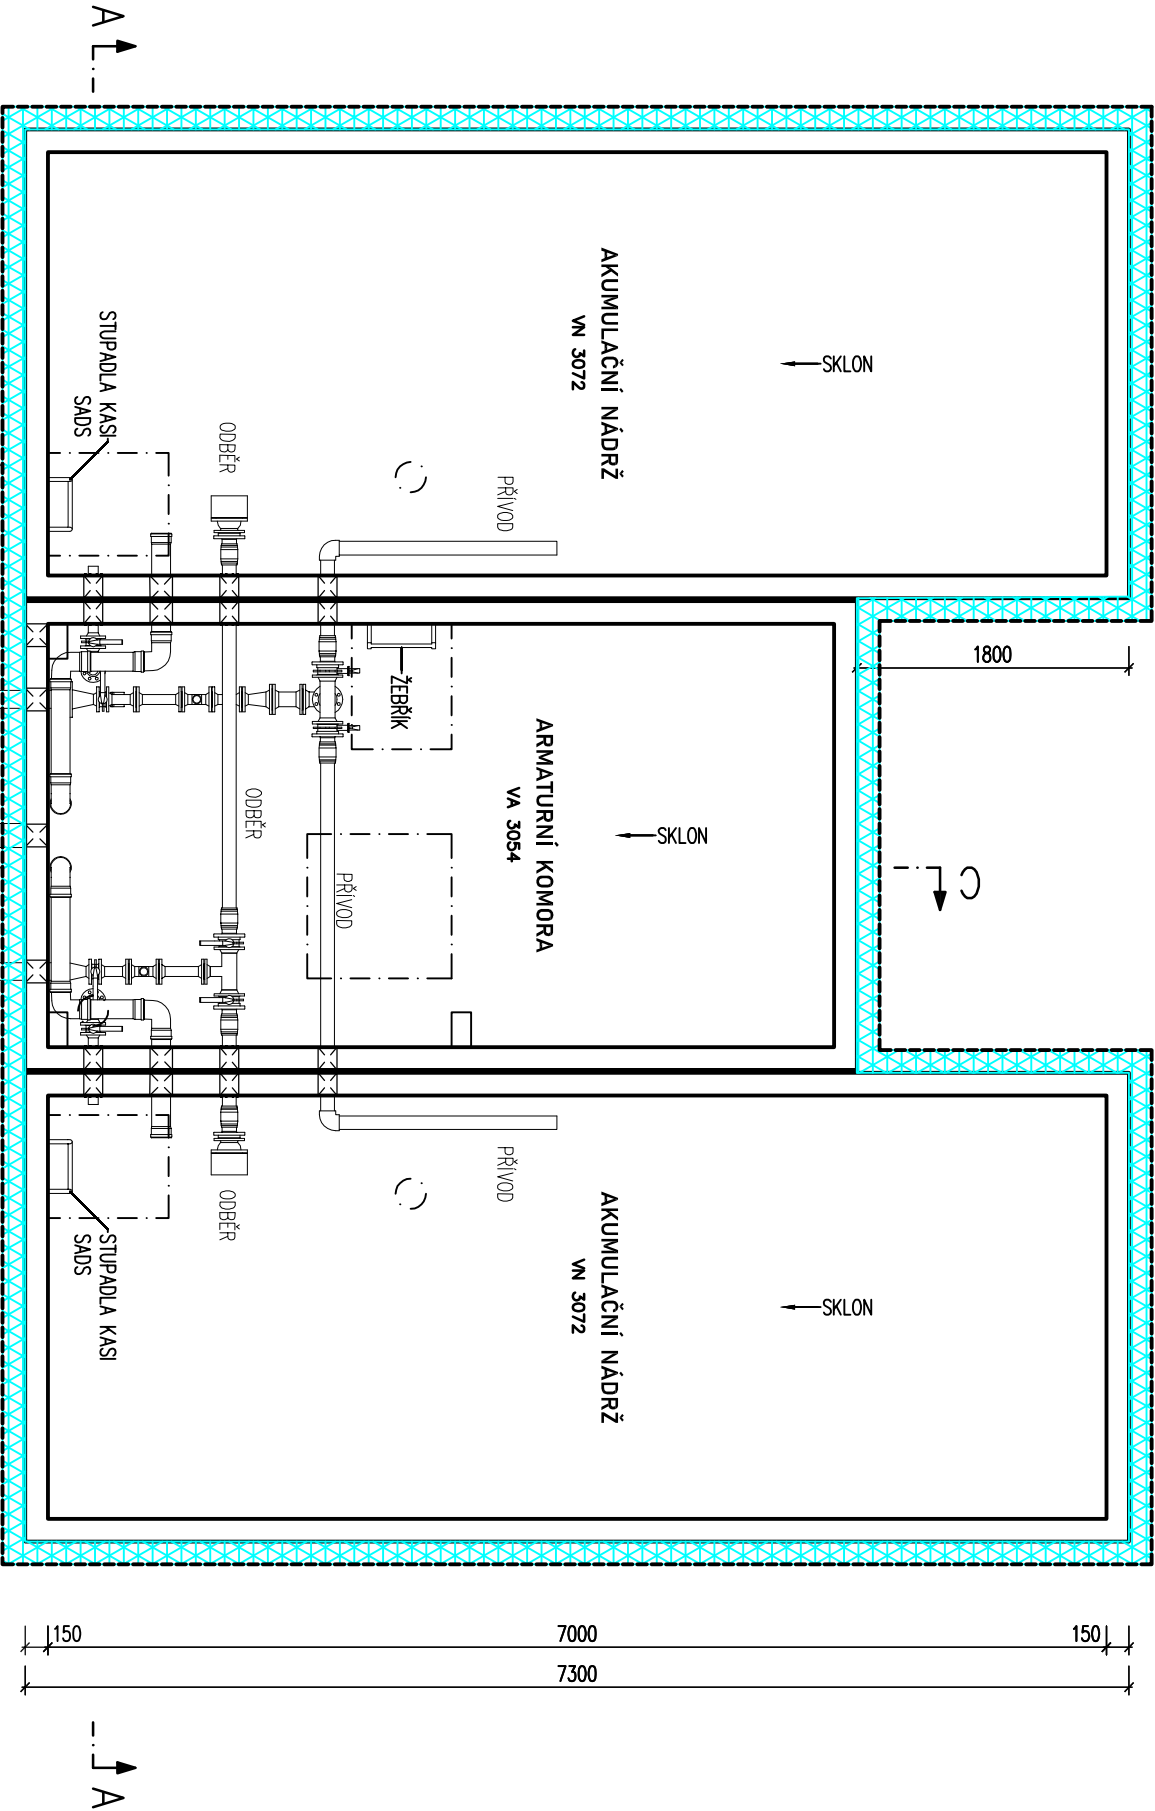 A
AKUMULAČNÍ NÁDRŽ
VN 3072
SKLON
STUPADLA KASI
SADS
ODBĚR
PŘÍVOD
1800
ŽEBŘÍK
ARMATURNÍ KOMORA
VA 3054
SKLON
ODBĚR
PŘÍVOD
C
PŘÍVOD
ODBĚR
AKUMULAČNÍ NÁDRŽ
VN 3072
SKLON
STUPADLA KASI
SADS
150
7000
150
7300
A